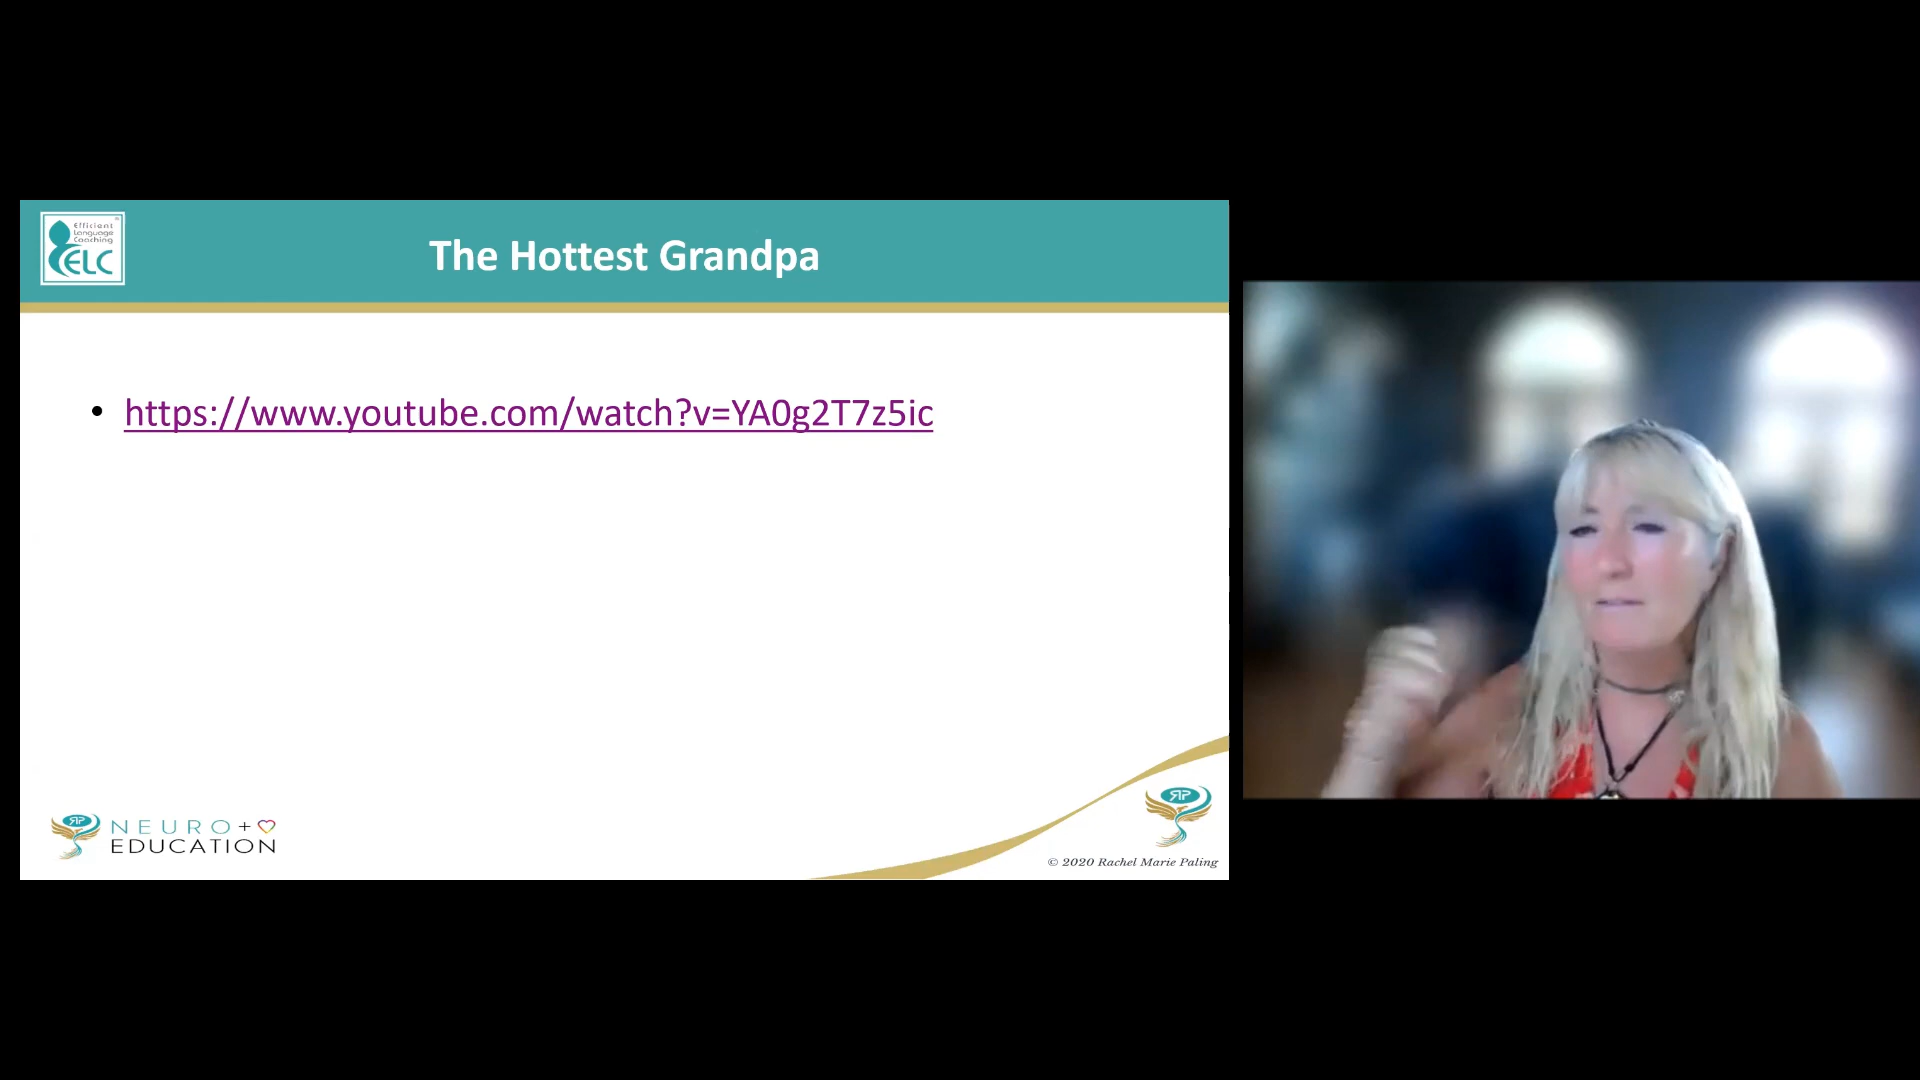 Efficient
Language
Coaching
ELC
The Hottest Grandpa
• https://www.youtube.com/watch?v=YA0g2T7z5ic
NEURO+
EDUCATION
© 2020 Rachel Marie Paling